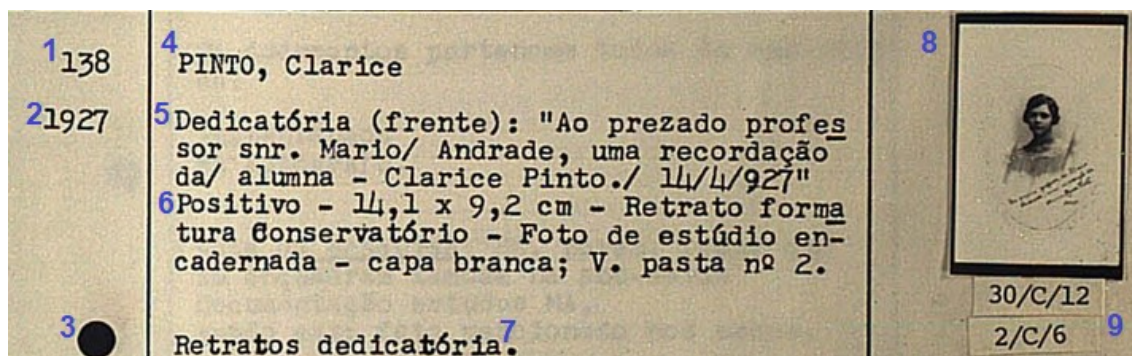 1 138
4 PINTO, Clarice
8
2 1927
5 Dedicatória (frente): "Ao prezado profes
sor snr. Mario/ Andrade, uma recordação
da/ alumna - Clarice Pinto./ 14/4/927"
6 Positivo - 14,1 x 9,2 cm - Retrato forma
tura Conservatório - Foto de estúdio en-
cadernada - capa branca; V. pasta nº 2.
30/C/12
3
7
Retratos dedicatória.
2/C/6
9